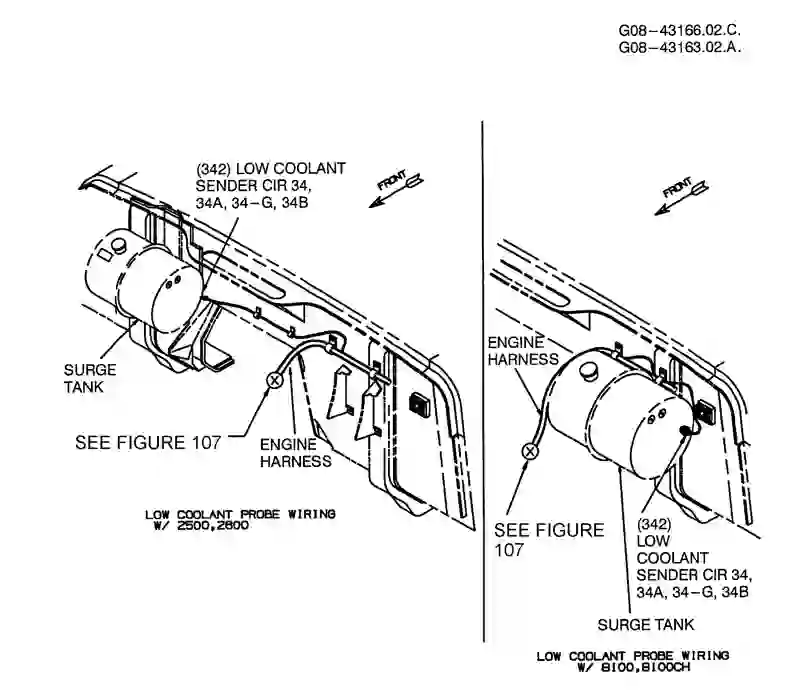 G08-43166.02.C.
G08-43163.02.A.
(342) LOW COOLANT
SENDER CIR 34,
34A, 34-G, 34B
FRONT
SURGE
TANK
SEE FIGURE 107
ENGINE
HARNESS
LOW COOLANT PROBE WIRING
W/ 2500,2800
FRONT
ENGINE
HARNESS
SEE FIGURE
107
(342)
LOW
COOLANT
SENDER CIR 34,
34A, 34-G, 34B
SURGE TANK
LOW COOLANT PROBE WIRING
W/ 8100,8100CH